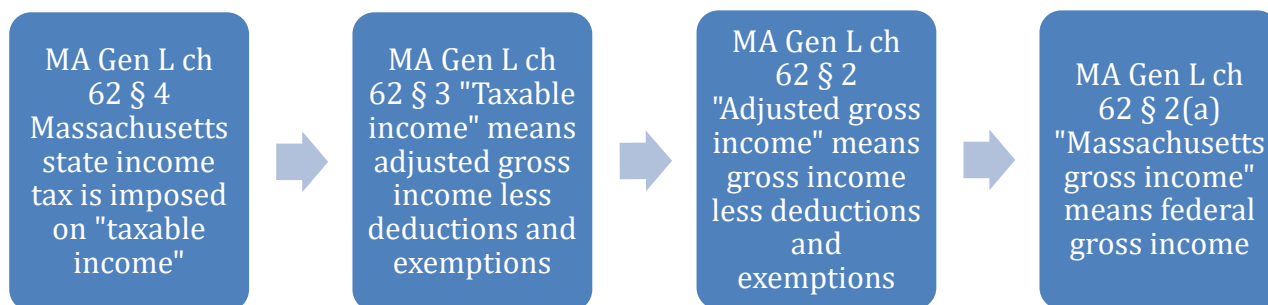 MA Gen L ch
62 § 4
Massachusetts
state income
tax is imposed
on "taxable
income"
MA Gen L ch
62 § 3 "Taxable
income" means
adjusted gross
income less
deductions and
exemptions
MA Gen L ch
62 § 2
"Adjusted gross
income" means
gross income
less deductions
and
exemptions
MA Gen L ch
62 § 2(a)
"Massachusetts
gross income"
means federal
gross income